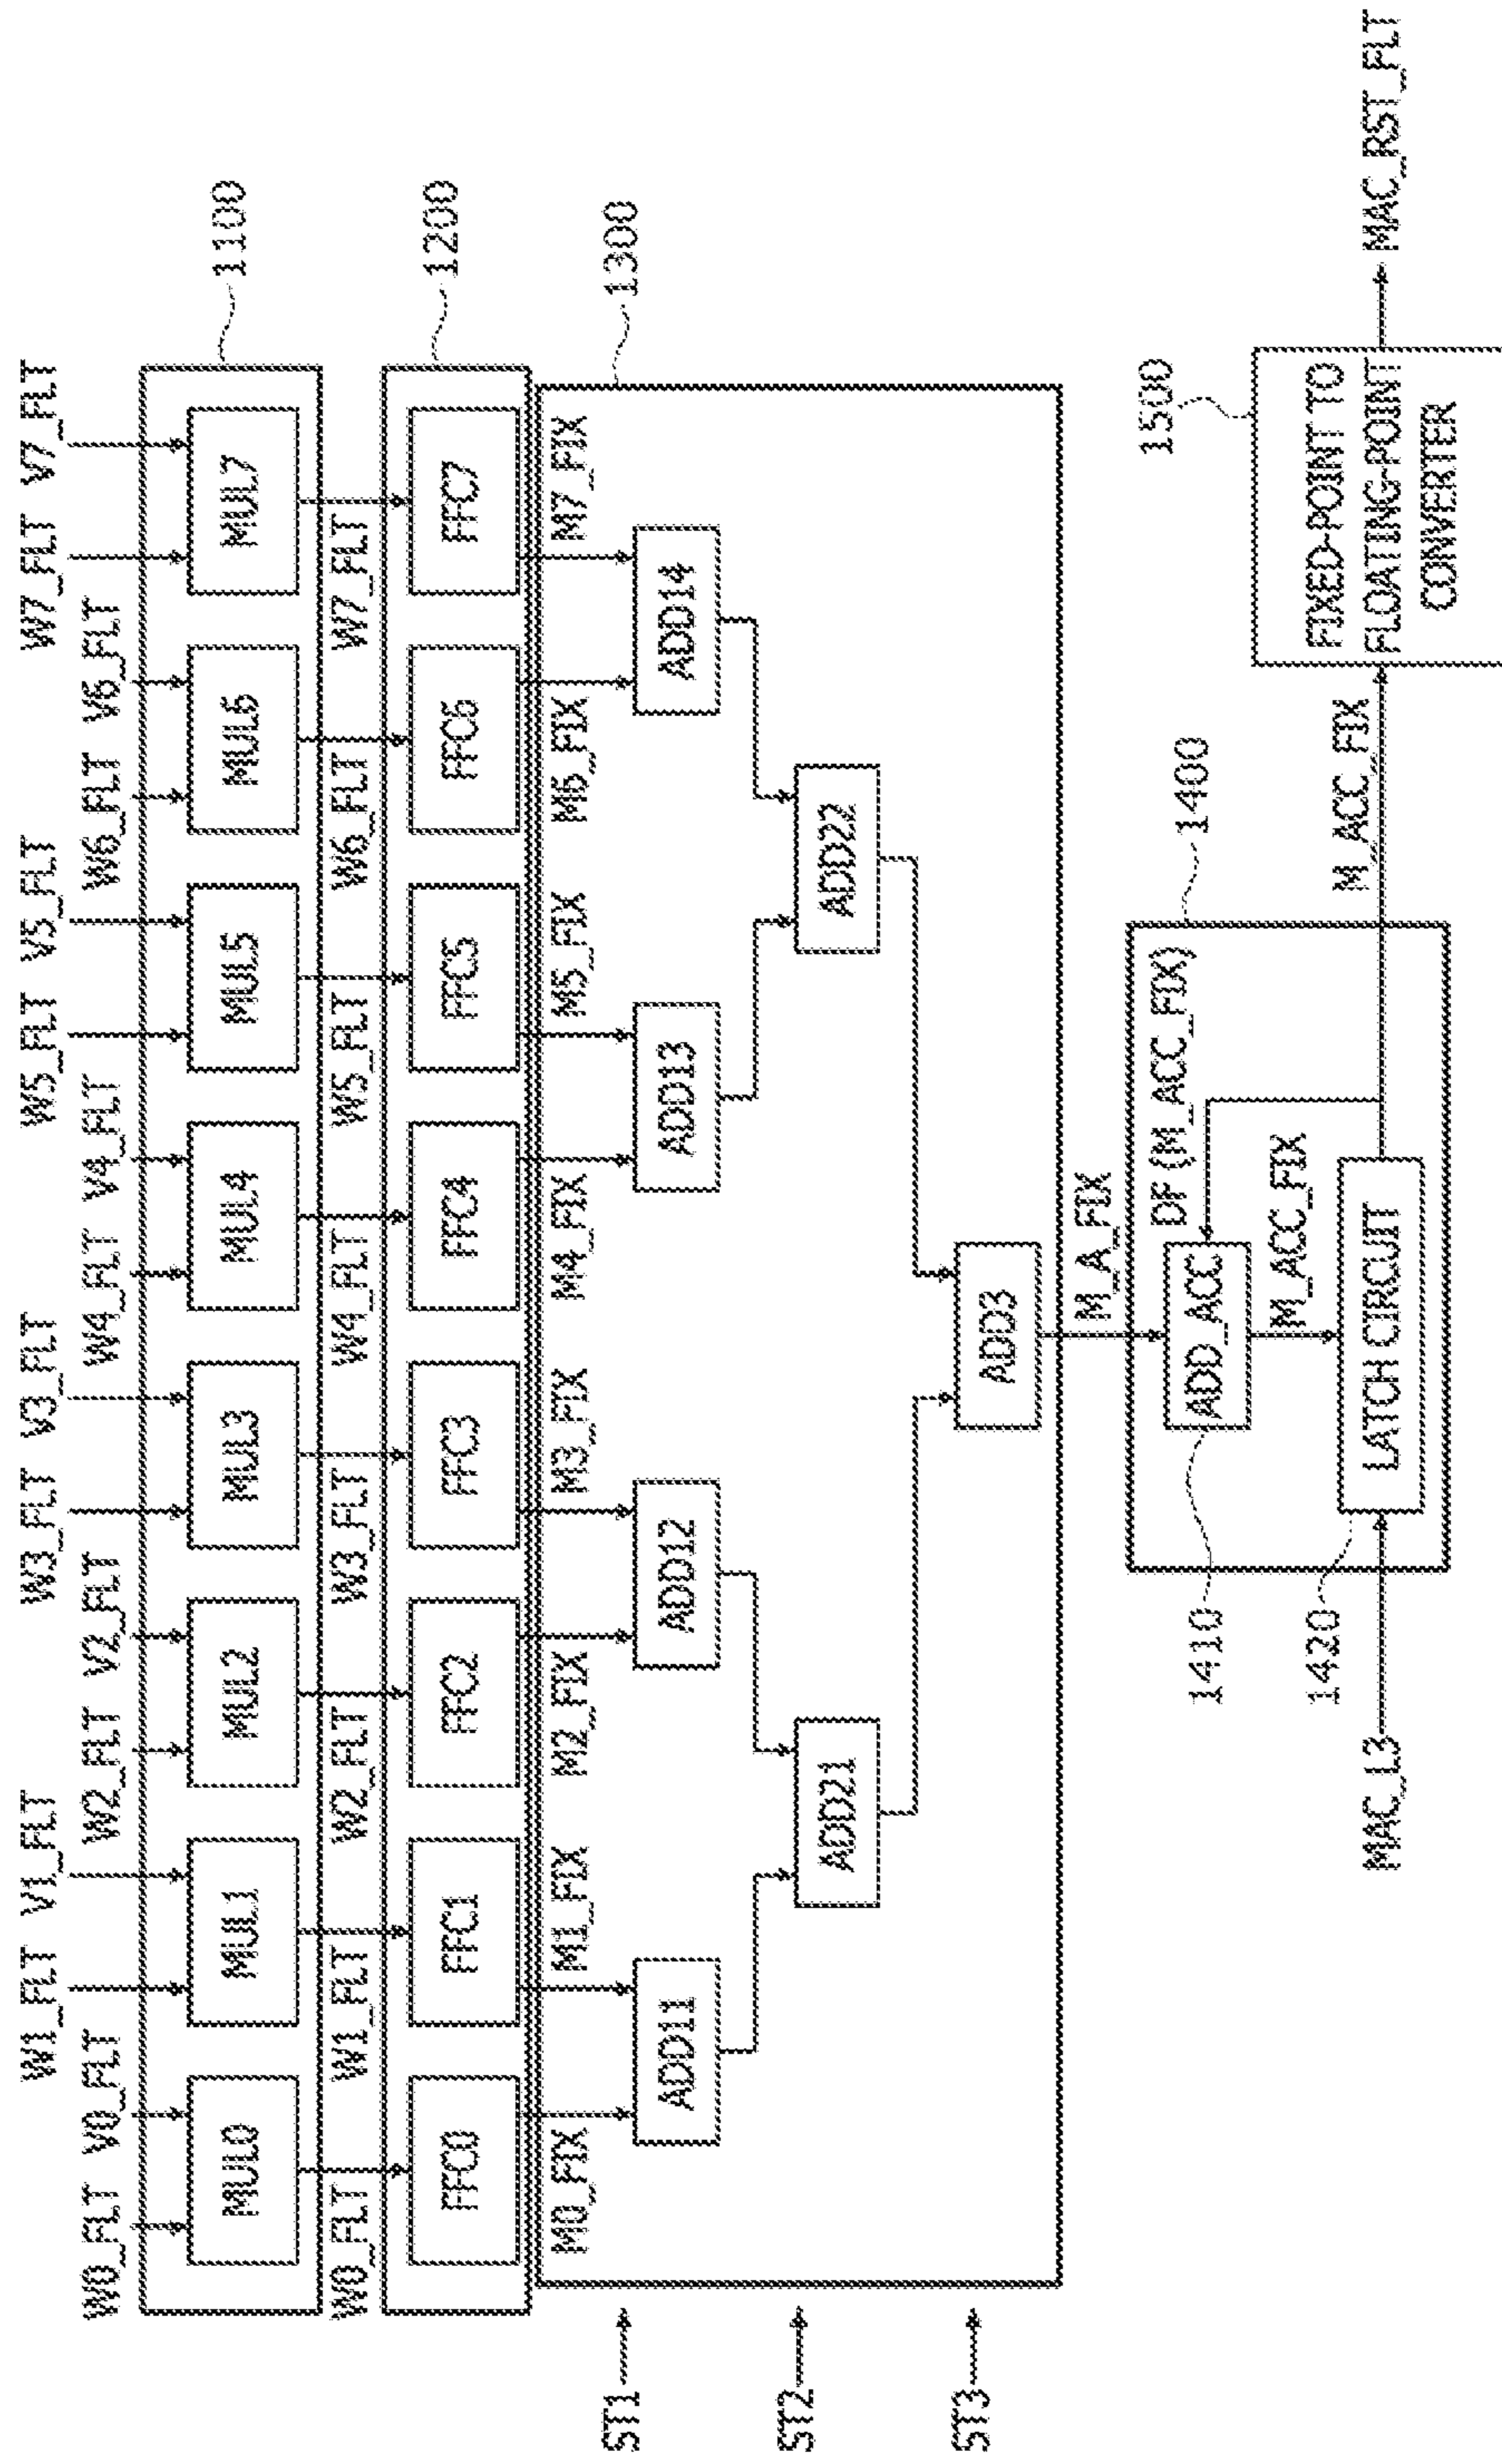 W1_FLT V1_FLT W3_FLT V3_FLT W5_FLT V5_FLT W7_FLT V7_FLT
W0_FLT V0_FLT W2_FLT V2_FLT W4_FLT V4_FLT W6_FLT V6_FLT
MUL0 MUL1 MUL2 MUL3 MUL4 MUL5 MUL6 MUL7
1100
W0_FLT W1_FLT W2_FLT W3_FLT W4_FLT W5_FLT W6_FLT W7_FLT
FFC0 FFC1 FFC2 FFC3 FFC4 FFC5 FFC6 FFC7
1200
M0_FIX M1_FIX M2_FIX M3_FIX M4_FIX M5_FIX M6_FIX M7_FIX
1300
ST1
ADD11 ADD12 ADD13 ADD14
ST2
ADD21 ADD22
ST3
ADD3
M_A_FIX
DF (M_ACC_FIX)
1400
1410
ADD_ACC
M_ACC_FIX
1420
MAC_L3
LATCH CIRCUIT
M_ACC_FIX
1500
FIXED-POINT TO
FLOATING-POINT
CONVERTER
MAC_RST_FLT